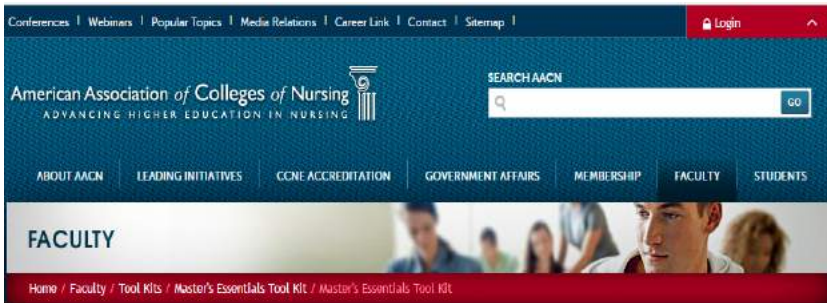 Conferences | Webinars | Popular Topics | Media Relations | Career Link | Contact | Sitemap |
Login
American Association of Colleges of Nursing
ADVANCING HIGHER EDUCATION IN NURSING
SEARCH AACN
GO
ABOUT AACN
LEADING INITIATIVES
CCNE ACCREDITATION
GOVERNMENT AFFAIRS
MEMBERSHIP
FACULTY
STUDENTS
FACULTY
Home / Faculty / Tool Kits / Master's Essentials Tool Kit / Master's Essentials Tool Kit